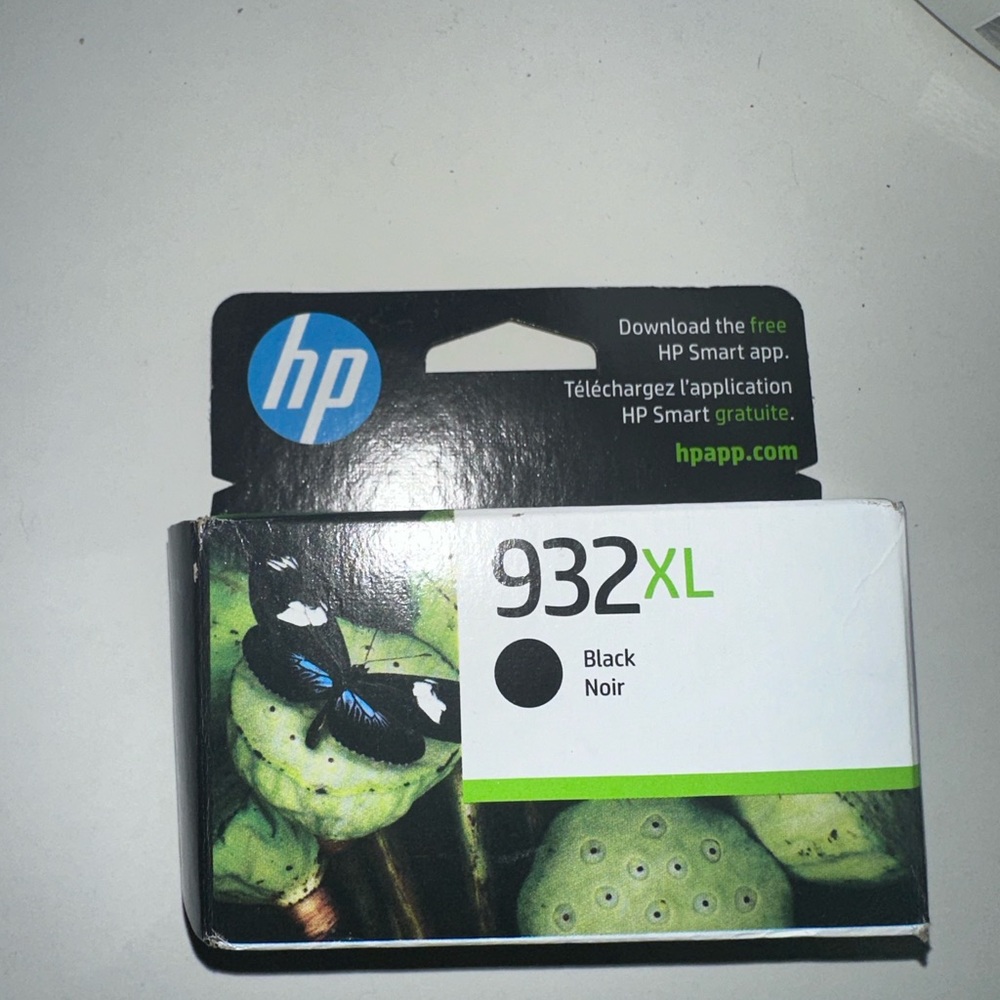 hp
Download the free
HP Smart app.
Téléchargez l'application
HP Smart gratuite.
hpapp.com
932XL
Black
Noir